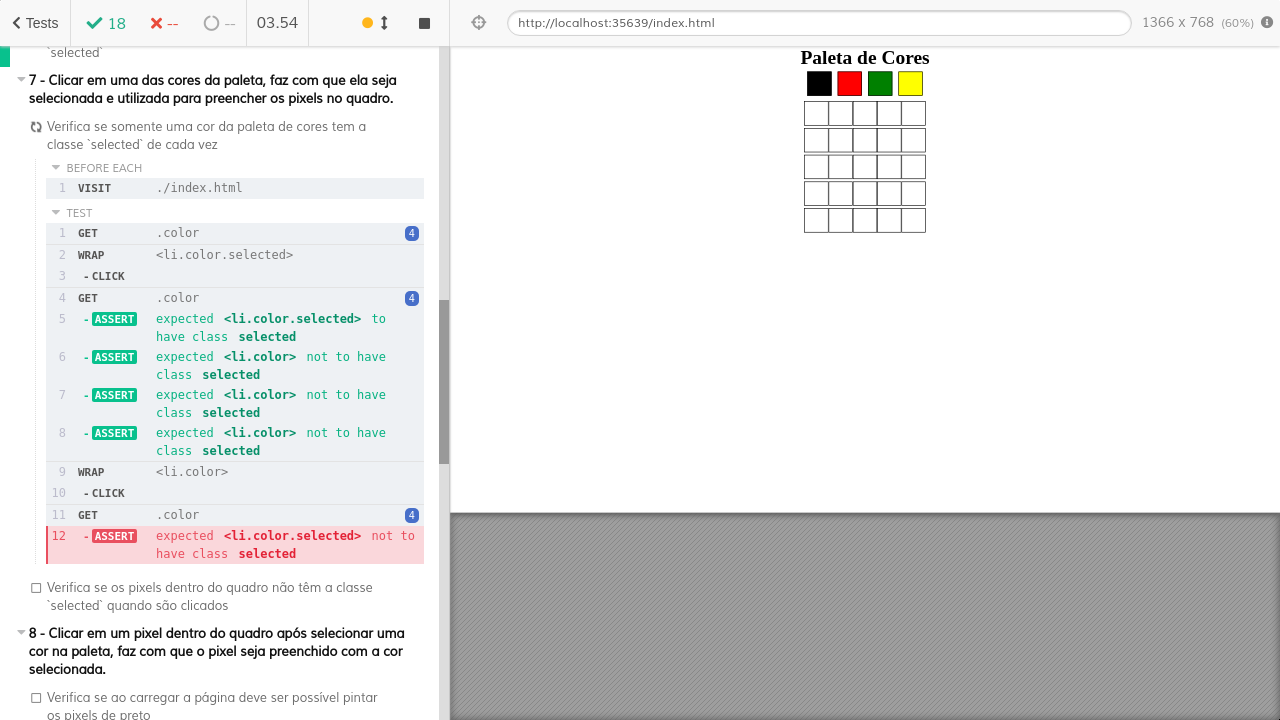 Tests
18
--
--
03.54
http://localhost:35639/index.html
1366 x 768 (60%)
`selected`
7 - Clicar em uma das cores da paleta, faz com que ela seja
selecionada e utilizada para preencher os pixels no quadro.
Verifica se somente uma cor da paleta de cores tem a
classe `selected` de cada vez
BEFORE EACH
1 VISIT ./index.html
TEST
1 GET .color 4
2 WRAP <li.color.selected>
3 - CLICK
4 GET .color 4
5 - ASSERT expected <li.color.selected> to
have class selected
6 - ASSERT expected <li.color> not to have
class selected
7 - ASSERT expected <li.color> not to have
class selected
8 - ASSERT expected <li.color> not to have
class selected
9 WRAP <li.color>
10 - CLICK
11 GET .color 4
12 - ASSERT expected <li.color.selected> not to
have class selected
Verifica se os pixels dentro do quadro não têm a classe
`selected` quando são clicados
8 - Clicar em um pixel dentro do quadro após selecionar uma
cor na paleta, faz com que o pixel seja preenchido com a cor
selecionada.
Verifica se ao carregar a página deve ser possível pintar
os pixels de preto
Paleta de Cores